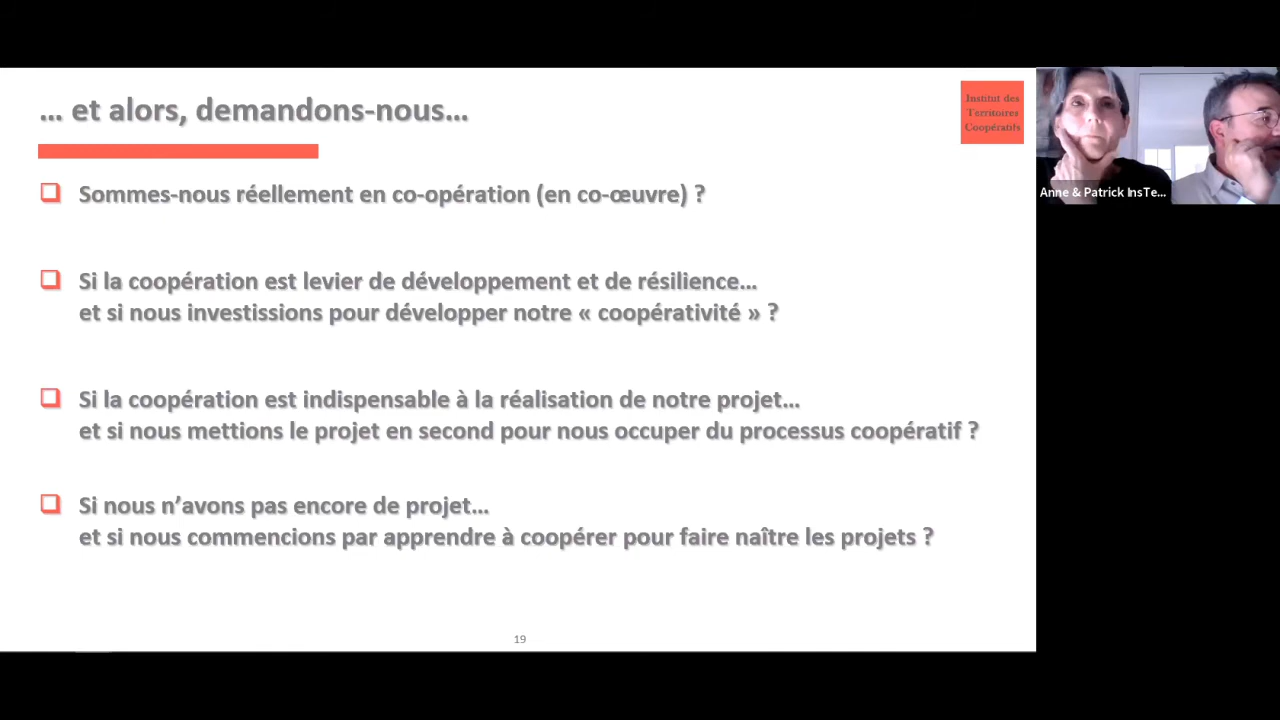 … et alors, demandons-nous…
Institut des
Territoires
Coopératifs
Anne & Patrick InsTe...
❑ Sommes-nous réellement en co-opération (en co-œuvre) ?
❑ Si la coopération est levier de développement et de résilience…
et si nous investissions pour développer notre « coopérativité » ?
❑ Si la coopération est indispensable à la réalisation de notre projet…
et si nous mettions le projet en second pour nous occuper du processus coopératif ?
❑ Si nous n’avons pas encore de projet…
et si nous commencions par apprendre à coopérer pour faire naître les projets ?
19